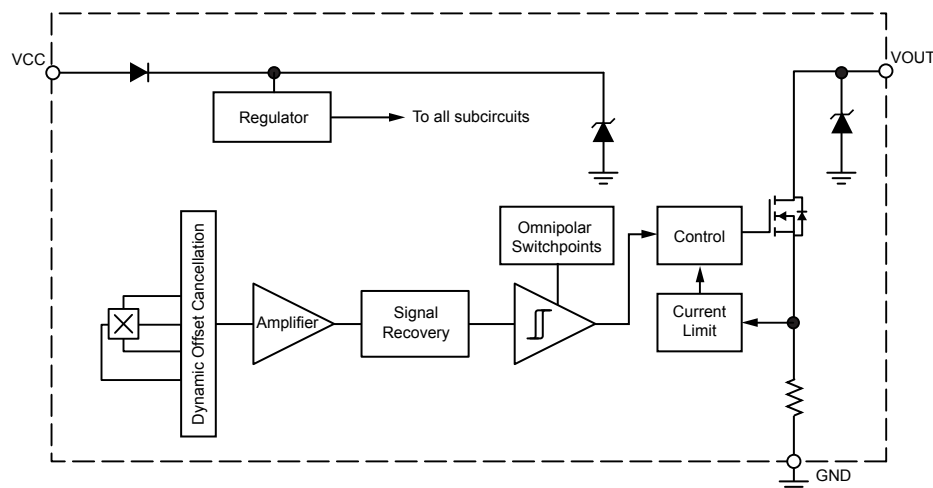 VCC
VOUT
Regulator
To all subcircuits
Omnipolar
Switchpoints
Control
Dynamic Offset Cancellation
Amplifier
Signal
Recovery
Current
Limit
GND